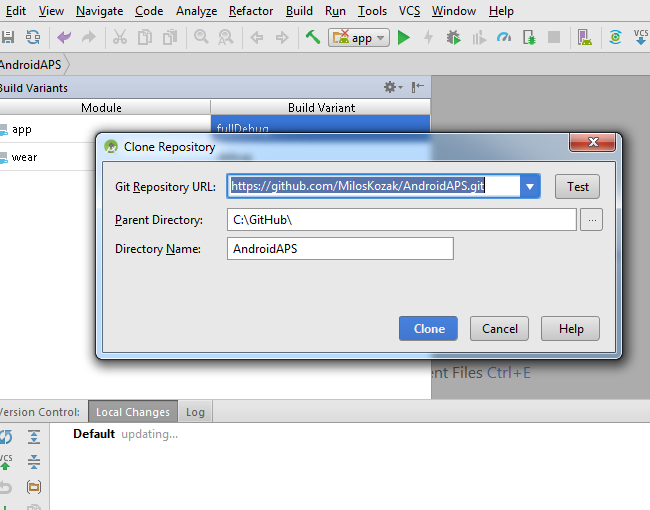 Edit View Navigate Code Analyze Refactor Build Run Tools VCS Window Help
app VCS
AndroidAPS
Build Variants
Module Build Variant
app fullDebug
wear
Clone Repository
Git Repository URL: https://github.com/MilosKozak/AndroidAPS.git Test
Parent Directory: C:\GitHub\ ...
Directory Name: AndroidAPS
Clone Cancel Help
ent Files Ctrl+E
Version Control: Local Changes Log
Default updating...
VCS